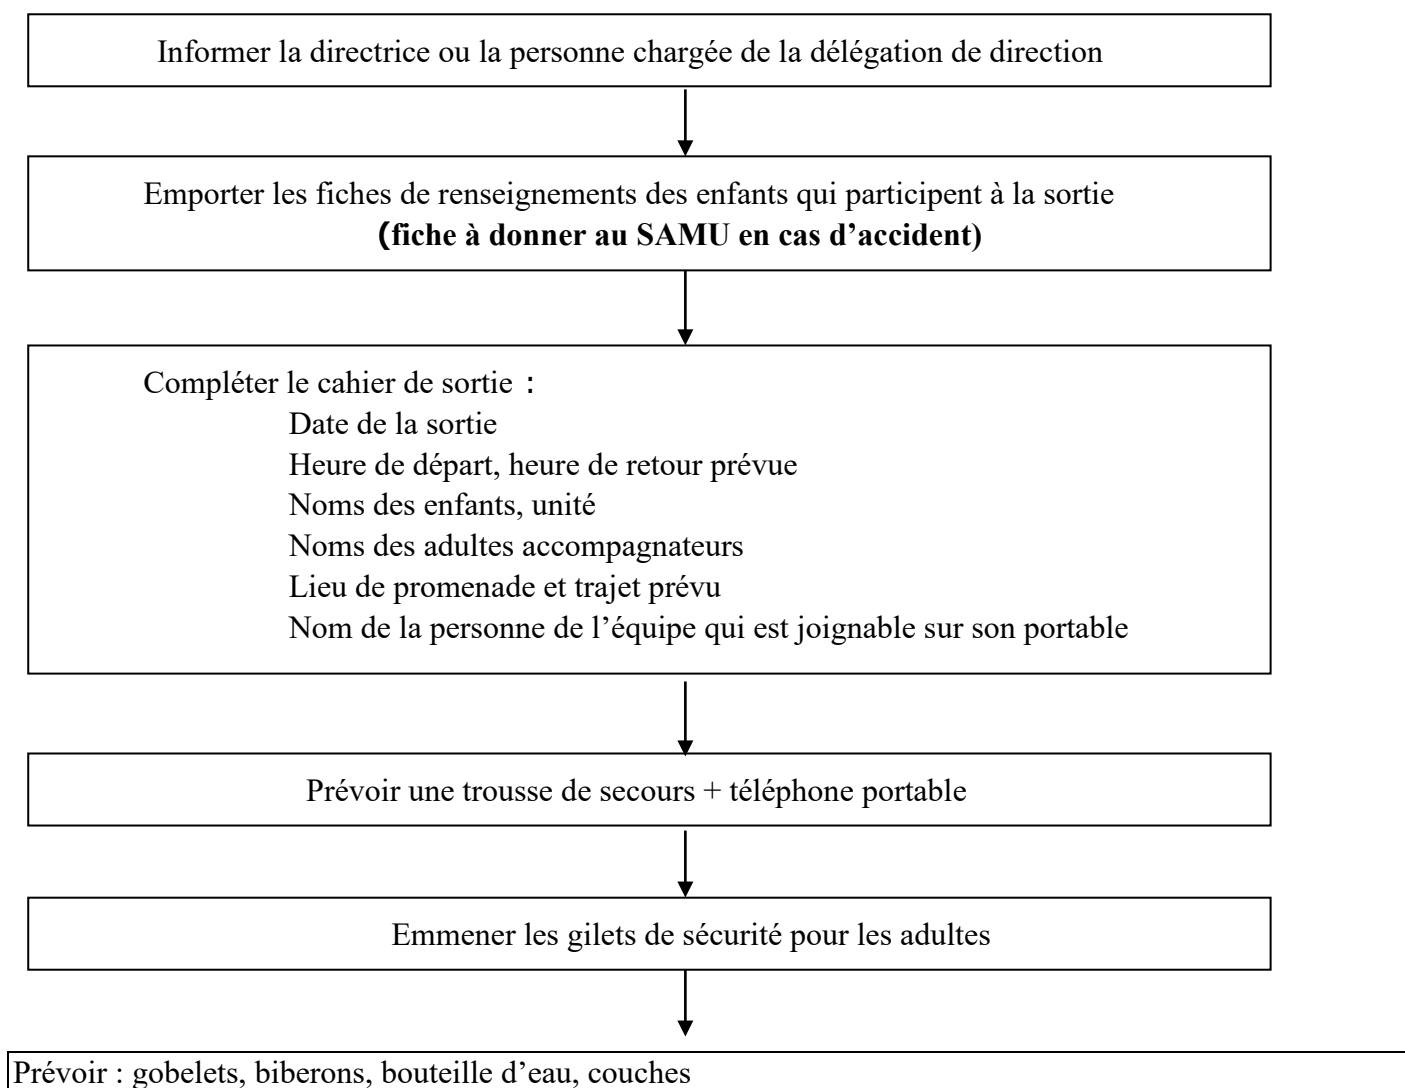 Informer la directrice ou la personne chargée de la délégation de direction
Emporter les fiches de renseignements des enfants qui participent à la sortie
(fiche à donner au SAMU en cas d’accident)
Compléter le cahier de sortie :
Date de la sortie
Heure de départ, heure de retour prévue
Noms des enfants, unité
Noms des adultes accompagnateurs
Lieu de promenade et trajet prévu
Nom de la personne de l’équipe qui est joignable sur son portable
Prévoir une trousse de secours + téléphone portable
Emmener les gilets de sécurité pour les adultes
Prévoir : gobelets, biberons, bouteille d’eau, couches